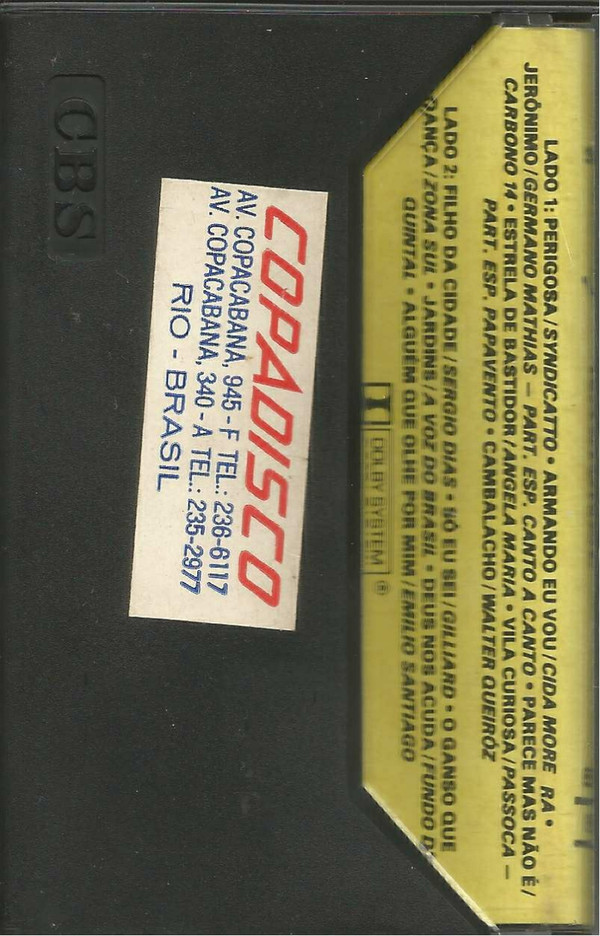 LADO 1: PERIGOSA/SYNDICATTO • ARMANDO EU VOU/CIDA MORE RA •
JERÔNIMO/GERMANO MATHIAS – PART. ESP. CANTO A CANTO • PARECE MAS NÃO É/
CARBONO 14 • ESTRELA DE BASTIDOR/ANGELA MARIA • VILA CURIOSA/PASSOCA –
PART. ESP. PAPAVENTO • CAMBALACHO/WALTER QUEIRÓZ
LADO 2: FILHO DA CIDADE/SERGIO DIAS • SÓ EU SEI/GILLIARD • O GANSO QUE
DANÇA/ZONA SUL • JARDINS/A VOZ DO BRASIL • DEUS NOS ACUDA/FUNDO D
QUINTAL • ALGUEM QUE OLHE POR MIM/EMILIO SANTIAGO
DOLBY SYSTEM ®
COPADISCO
AV. COPACABANA, 945 - F TEL.: 236-6117
AV. COPACABANA, 340 - A TEL.: 235-2977
RIO - BRASIL
CBS